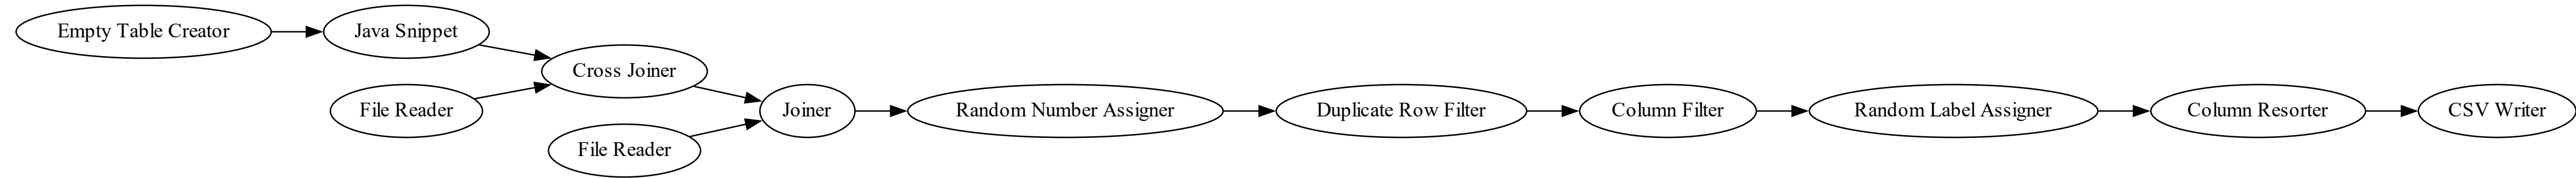 Empty Table Creator
Java Snippet
File Reader
Cross Joiner
File Reader
Joiner
Random Number Assigner
Duplicate Row Filter
Column Filter
Random Label Assigner
Column Resorter
CSV Writer